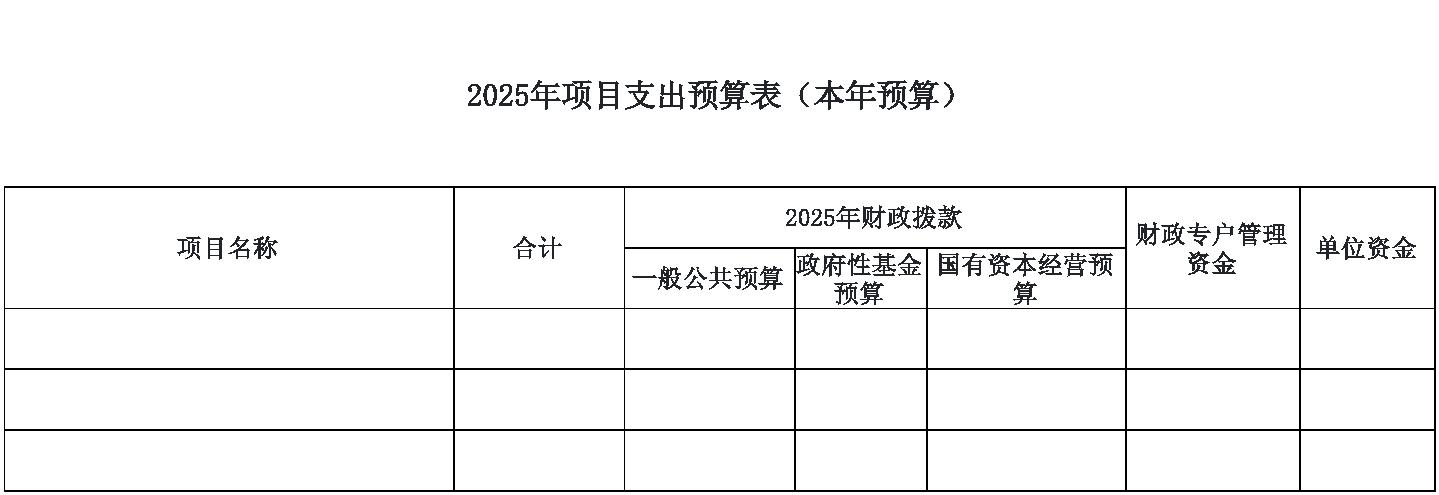 2025年项目支出预算表（本年预算）
项目名称
合计
2025年财政拨款
一般公共预算
政府性基金
预算
国有资本经营预
算
财政专户管理
资金
单位资金